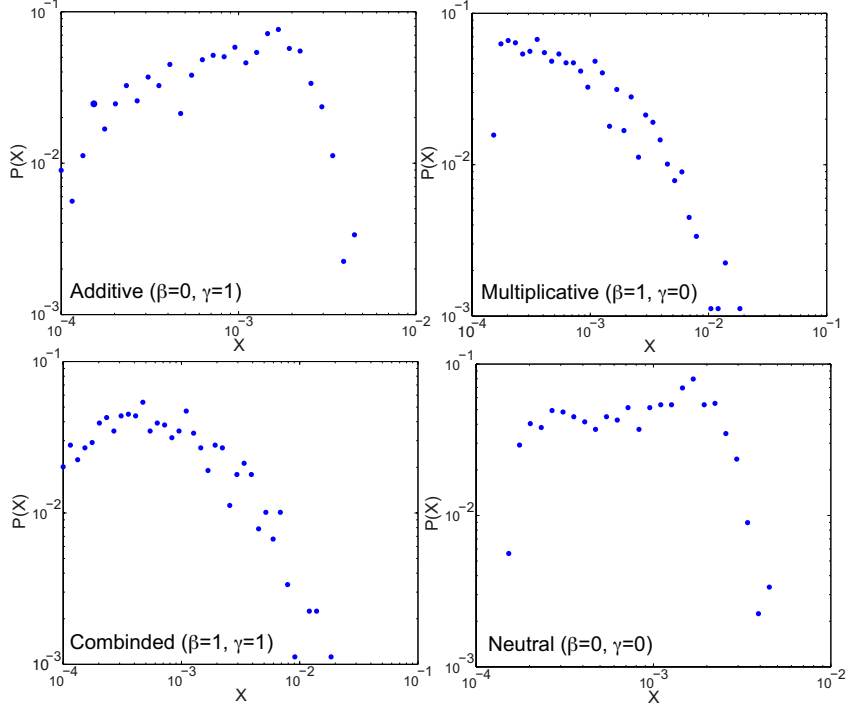 10⁻¹
10⁻²
10⁻³
P(X)
Additive (β=0, γ=1)
10⁻⁴
10⁻³
10⁻²
X
10⁻¹
10⁻²
10⁻³
P(X)
Multiplicative (β=1, γ=0)
10⁻⁴
10⁻³
10⁻²
10⁻¹
X
10⁻¹
10⁻²
10⁻³
P(X)
Combinded (β=1, γ=1)
10⁻⁴
10⁻³
10⁻²
10⁻¹
X
10⁻¹
10⁻²
10⁻³
P(X)
Neutral (β=0, γ=0)
10⁻⁴
10⁻³
10⁻²
X